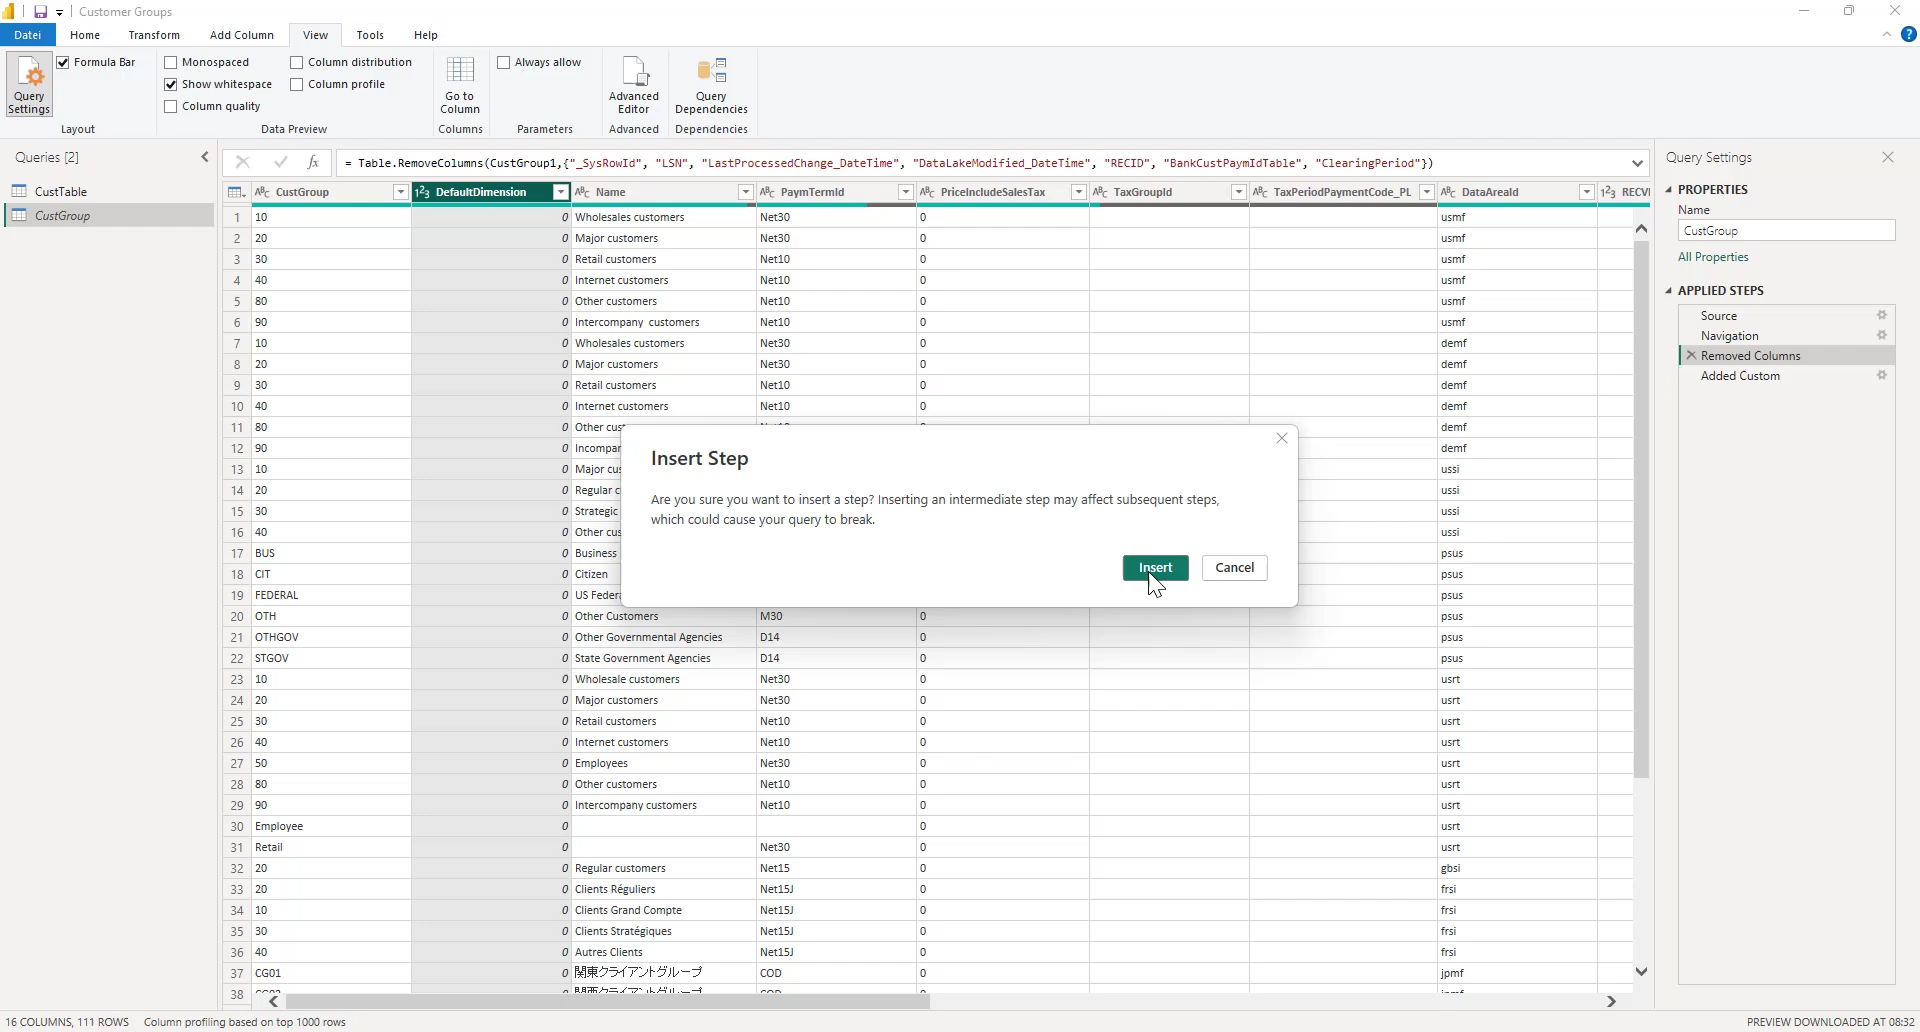 Customer Groups
Datei Home Transform Add Column View Tools Help
Query Settings
Formula Bar
Layout
Monospaced
Show whitespace
Column quality
Column distribution
Column profile
Data Preview
Go to Column
Columns
Always allow
Parameters
Advanced Editor
Advanced
Query Dependencies
Dependencies
Queries [2]
CustTable
CustGroup
fx = Table.RemoveColumns(CustGroup1,{"_SysRowId", "LSN", "LastProcessedChange_DateTime", "DataLakeModified_DateTime", "RECID", "BankCustPaymIdTable", "ClearingPeriod"})
CustGroup DefaultDimension Name PaymTermId PriceIncludeSalesTax TaxGroupId TaxPeriodPaymentCode_PL DataAreaId RECV
1 10 0 Wholesales customers Net30 0 usmf
2 20 0 Major customers Net30 0 usmf
3 30 0 Retail customers Net10 0 usmf
4 40 0 Internet customers Net10 0 usmf
5 80 0 Other customers Net10 0 usmf
6 90 0 Intercompany  customers Net10 0 usmf
7 10 0 Wholesales customers Net30 0 demf
8 20 0 Major customers Net30 0 demf
9 30 0 Retail customers Net10 0 demf
10 40 0 Internet customers Net10 0 demf
11 80 0 Other demf
12 90 0 Incompa demf
13 10 0 Major cu ussi
14 20 0 Regular c ussi
15 30 0 Strategic ussi
16 40 0 Other cus ussi
17 BUS 0 Business psus
18 CIT 0 Citizen psus
19 FEDERAL 0 US Feder psus
20 OTH 0 Other Customers M30 0 psus
21 OTHGOV 0 Other Governmental Agencies D14 0 psus
22 STGOV 0 State Government Agencies D14 0 psus
23 10 0 Wholesale customers Net30 0 usrt
24 20 0 Major customers Net30 0 usrt
25 30 0 Retail customers Net10 0 usrt
26 40 0 Internet customers Net10 0 usrt
27 50 0 Employees Net30 0 usrt
28 80 0 Other customers Net10 0 usrt
29 90 0 Intercompany customers Net10 0 usrt
30 Employee 0 0 usrt
31 Retail 0 Net30 0 usrt
32 20 0 Regular customers Net15 0 gbsi
33 20 0 Clients Réguliers Net15J 0 frsi
34 10 0 Clients Grand Compte Net15J 0 frsi
35 30 0 Clients Stratégiques Net15J 0 frsi
36 40 0 Autres Clients Net15J 0 frsi
37 CG01 0 関東クライアントグループ COD 0 jpmf
38
Insert Step
Are you sure you want to insert a step? Inserting an intermediate step may affect subsequent steps,
which could cause your query to break.
Insert Cancel
Query Settings
PROPERTIES
Name
CustGroup
All Properties
APPLIED STEPS
Source
Navigation
Removed Columns
Added Custom
16 COLUMNS, 111 ROWS Column profiling based on top 1000 rows
PREVIEW DOWNLOADED AT 08:32